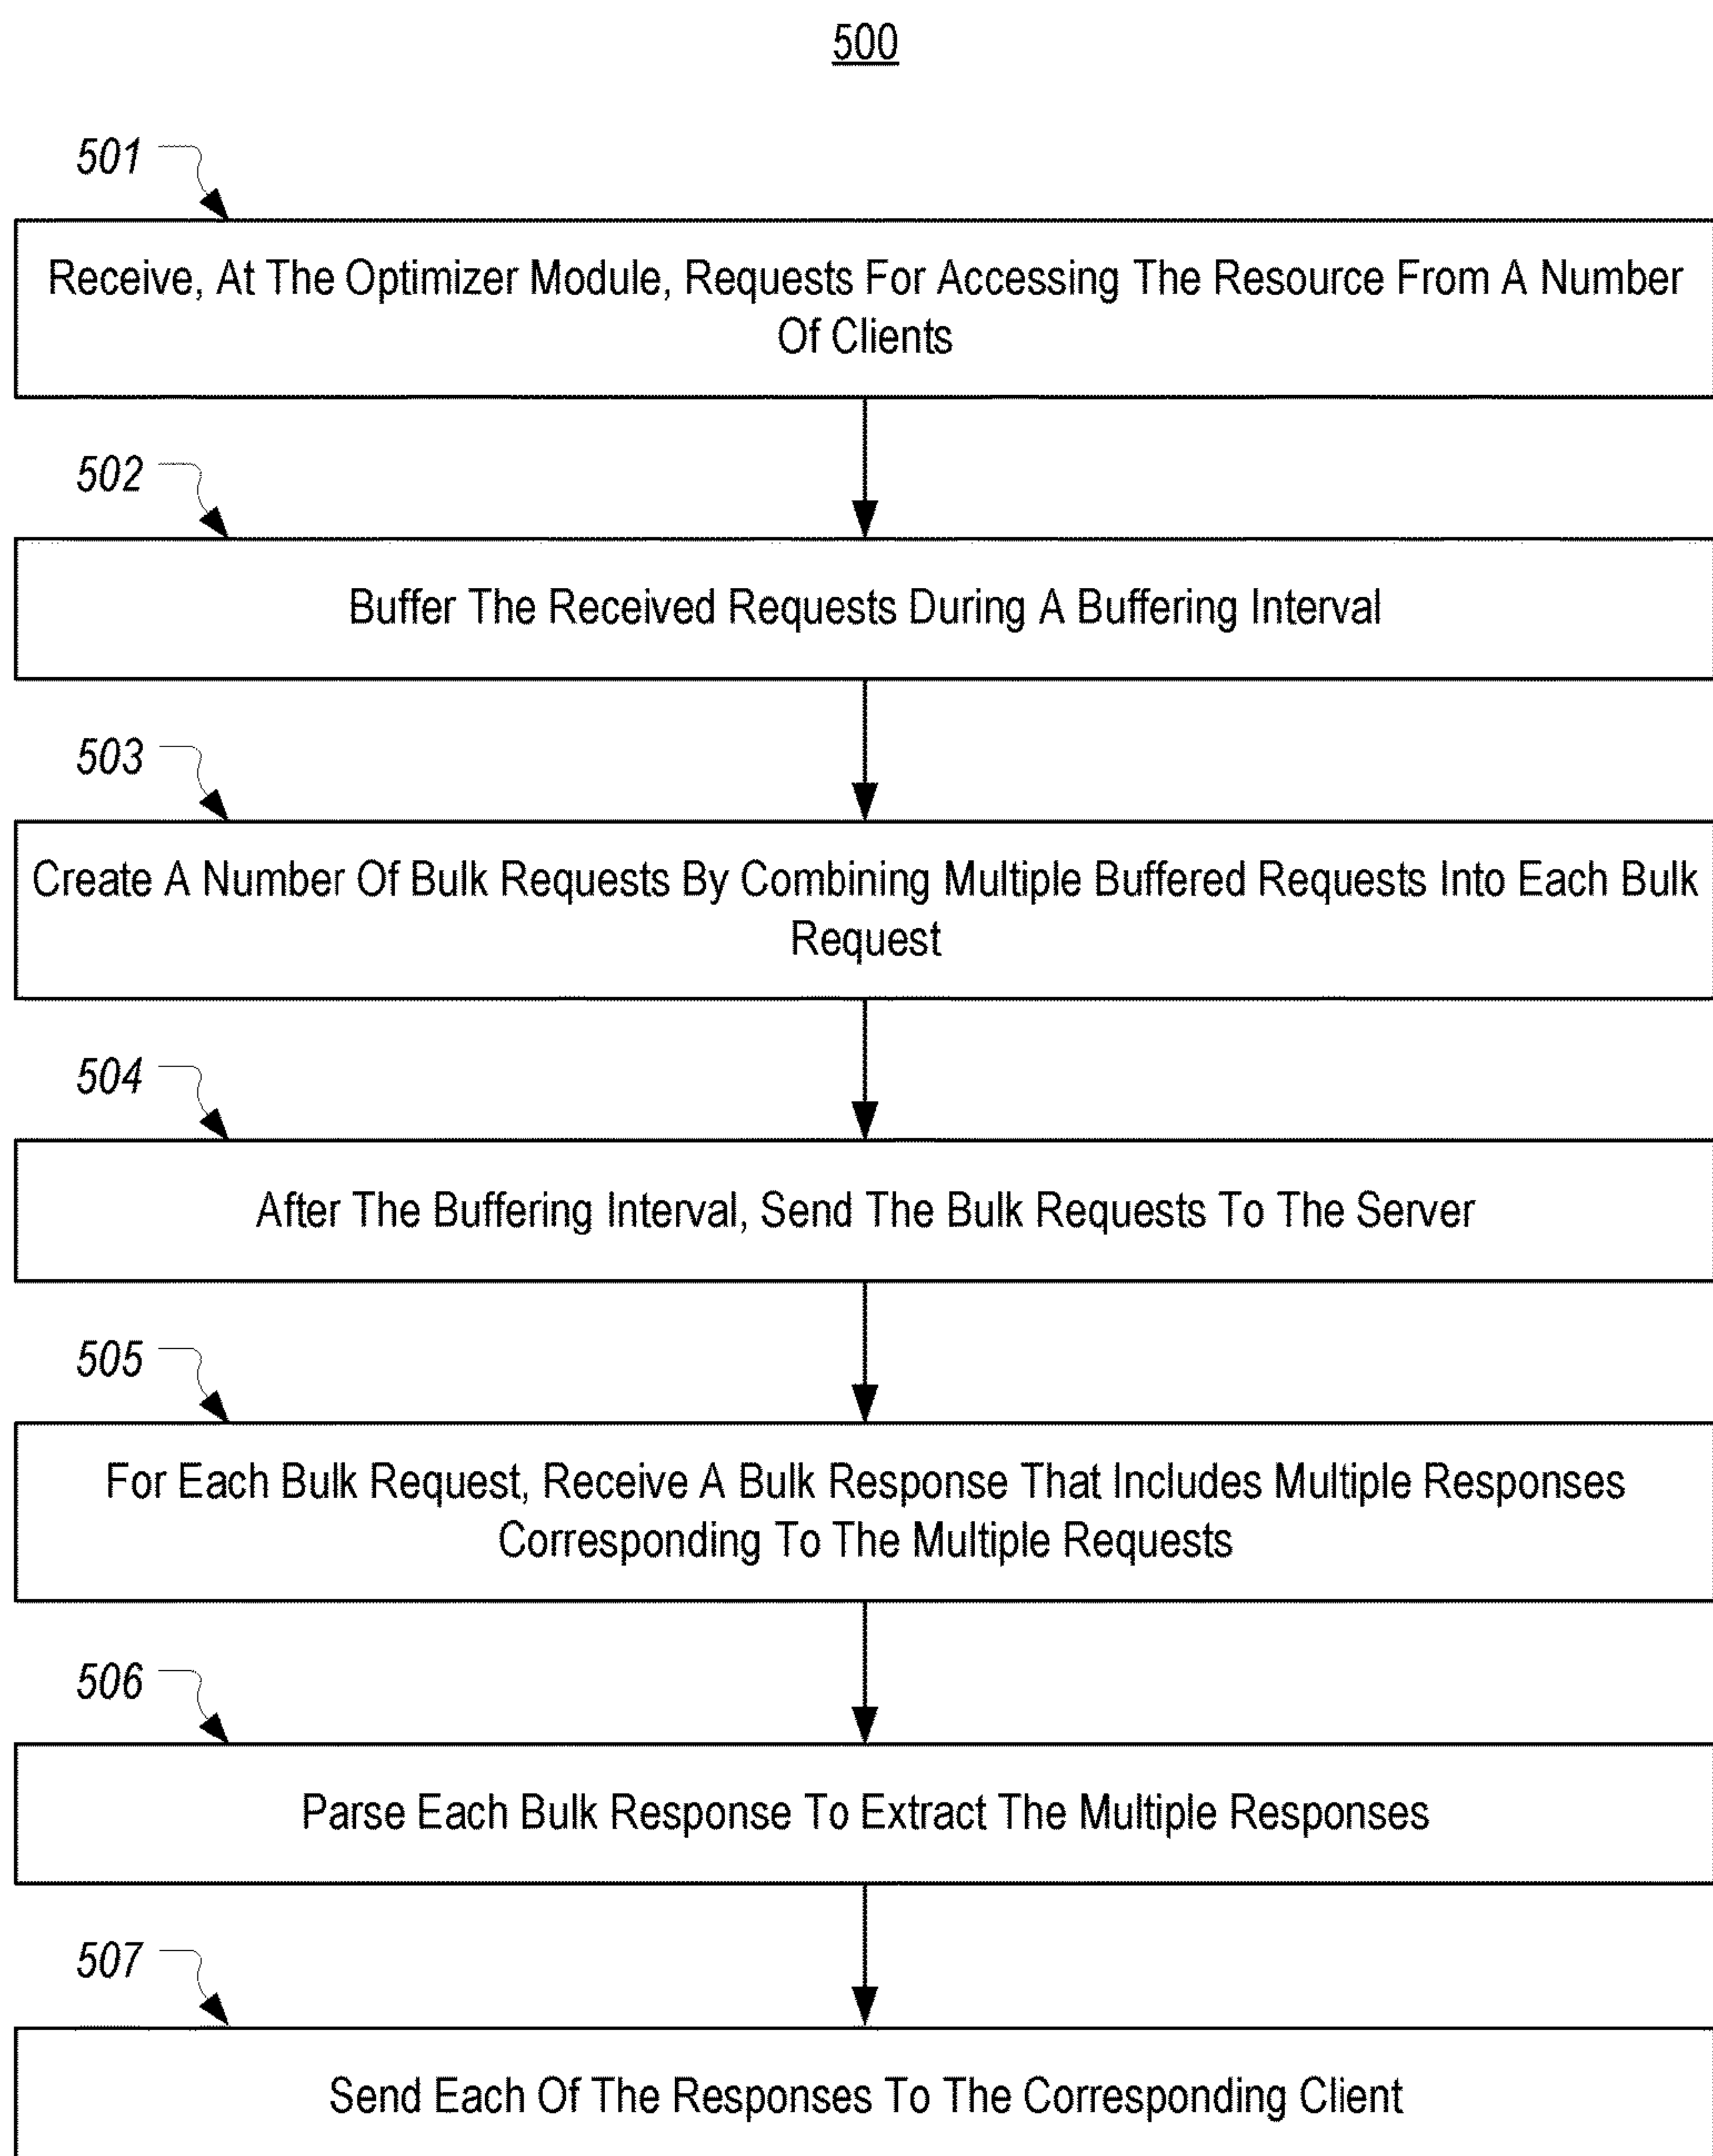 500
501
Receive, At The Optimizer Module, Requests For Accessing The Resource From A Number
Of Clients
502
Buffer The Received Requests During A Buffering Interval
503
Create A Number Of Bulk Requests By Combining Multiple Buffered Requests Into Each Bulk
Request
504
After The Buffering Interval, Send The Bulk Requests To The Server
505
For Each Bulk Request, Receive A Bulk Response That Includes Multiple Responses
Corresponding To The Multiple Requests
506
Parse Each Bulk Response To Extract The Multiple Responses
507
Send Each Of The Responses To The Corresponding Client